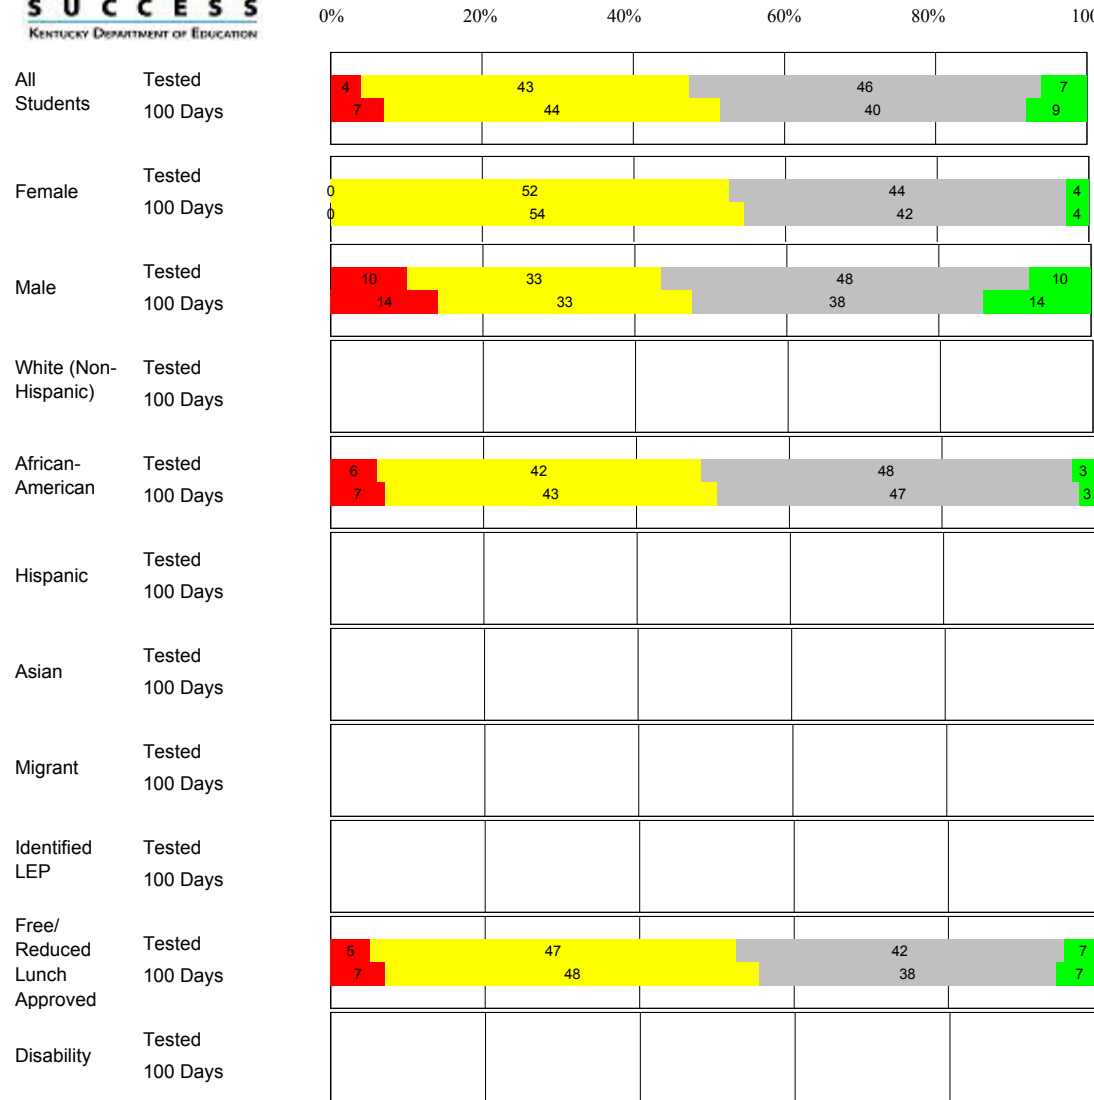 SUCCESS
KENTUCKY DEPARTMENT OF EDUCATION
0% 20% 40% 60% 80% 100
All Students
Tested 4 43 46 7
100 Days 7 44 40 9
Female
Tested 0 52 44 4
100 Days 0 54 42 4
Male
Tested 10 33 48 10
100 Days 14 33 38 14
White (Non-
Hispanic)
Tested
100 Days
African-
American
Tested 6 42 48 3
100 Days 7 43 47 3
Hispanic
Tested
100 Days
Asian
Tested
100 Days
Migrant
Tested
100 Days
Identified
LEP
Tested
100 Days
Free/
Reduced
Lunch
Approved
Tested 5 47 42 7
100 Days 7 48 38 7
Disability
Tested
100 Days